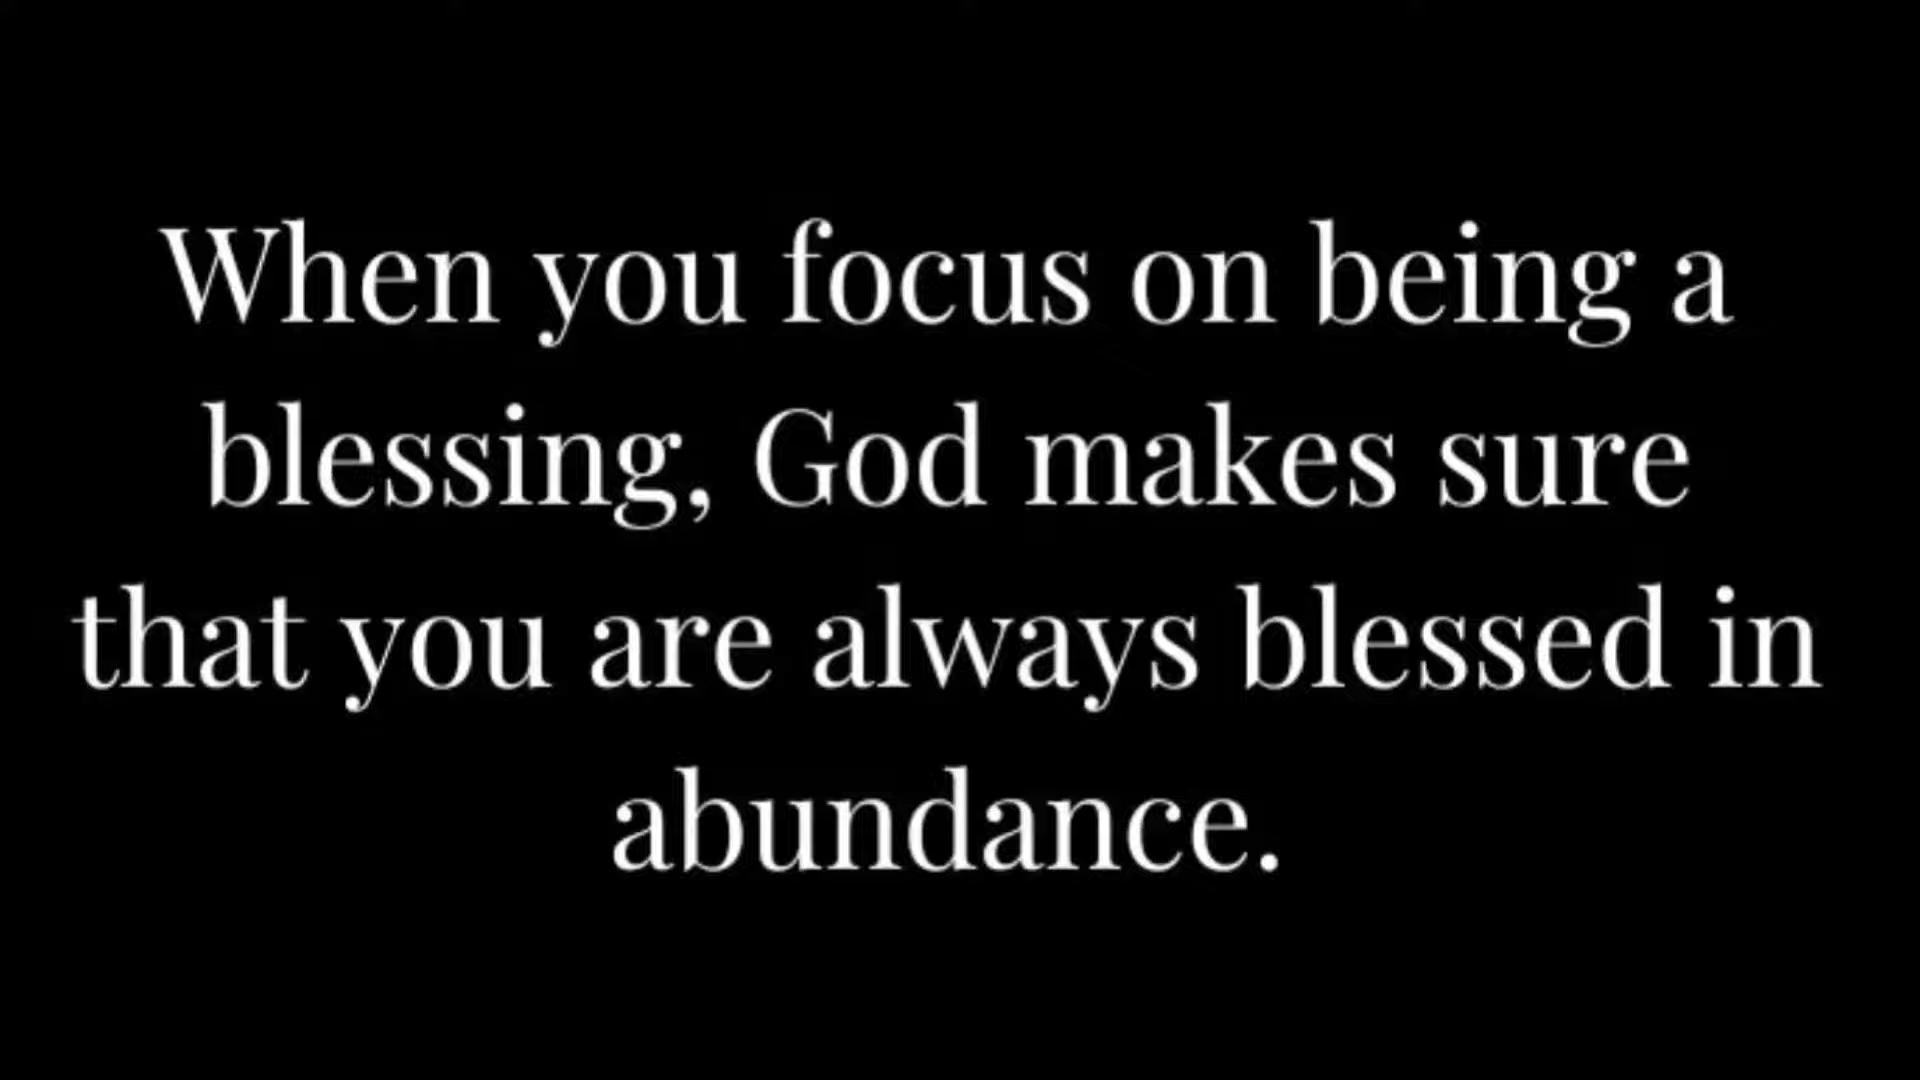 When you focus on being a
blessing, God makes sure
that you are always blessed in
abundance.